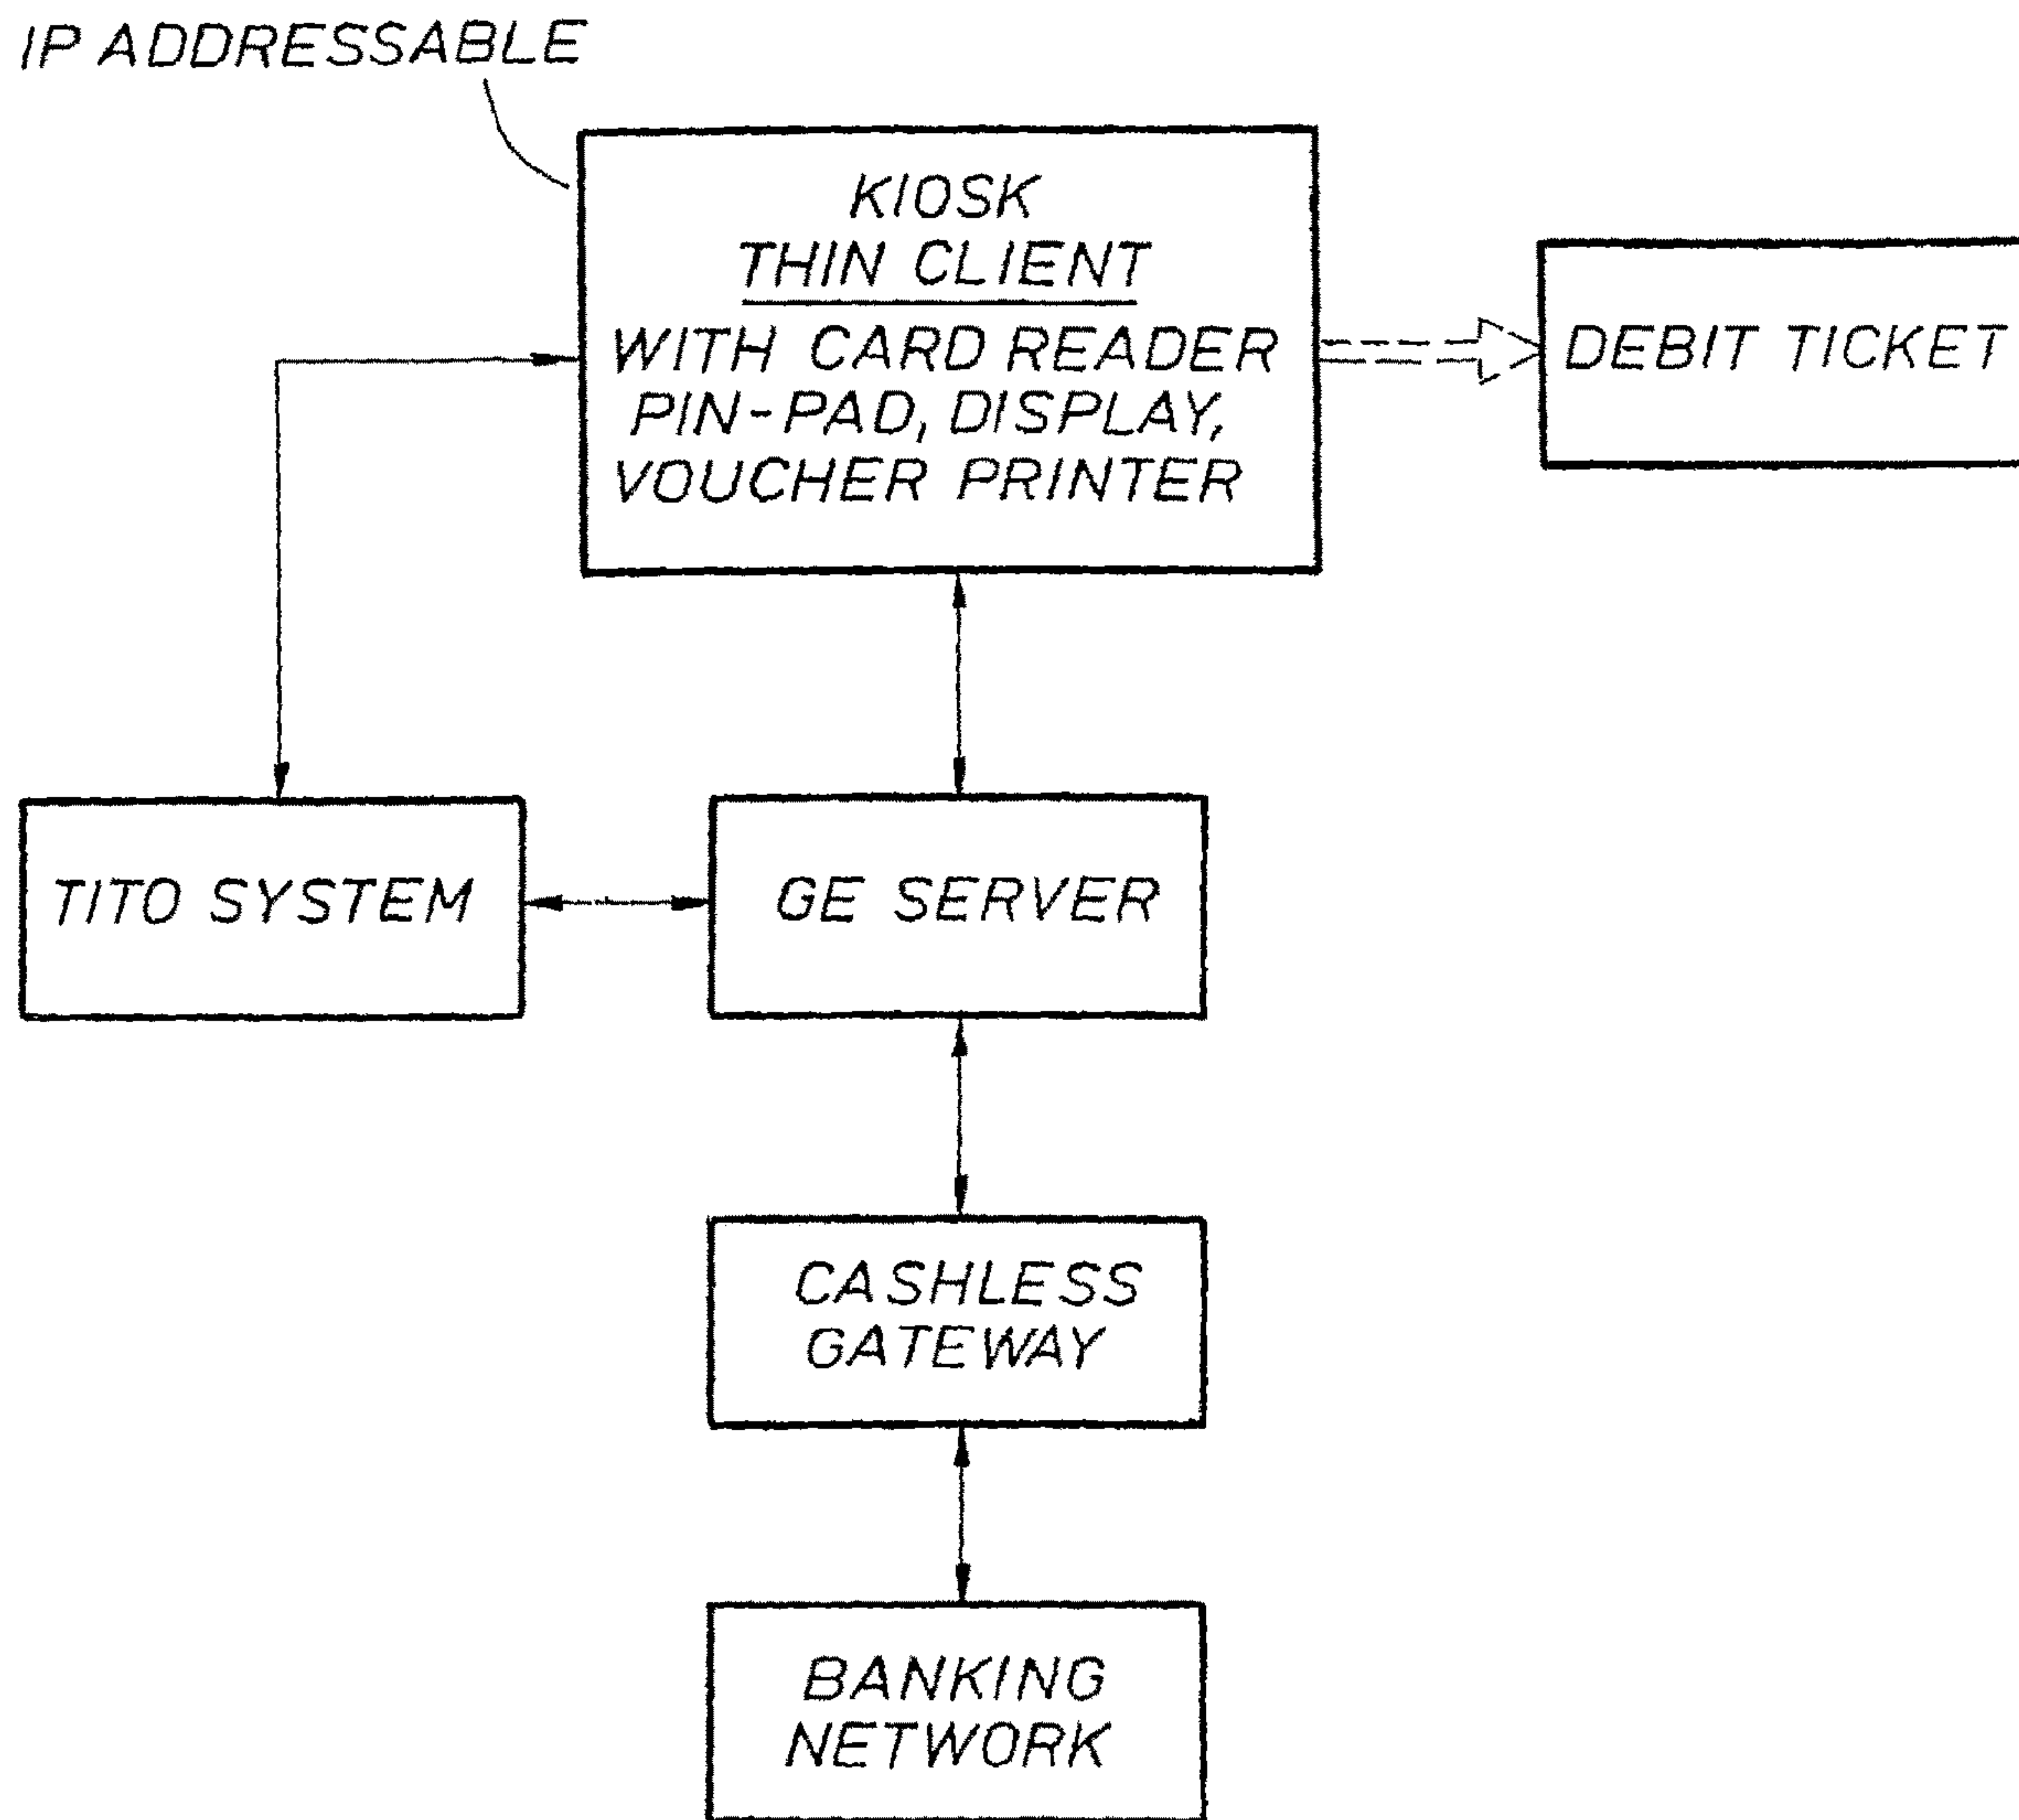 IP ADDRESSABLE
KIOSK
THIN CLIENT
WITH CARD READER
PIN-PAD, DISPLAY,
VOUCHER PRINTER
DEBIT TICKET
TITO SYSTEM
GE SERVER
CASHLESS
GATEWAY
BANKING
NETWORK